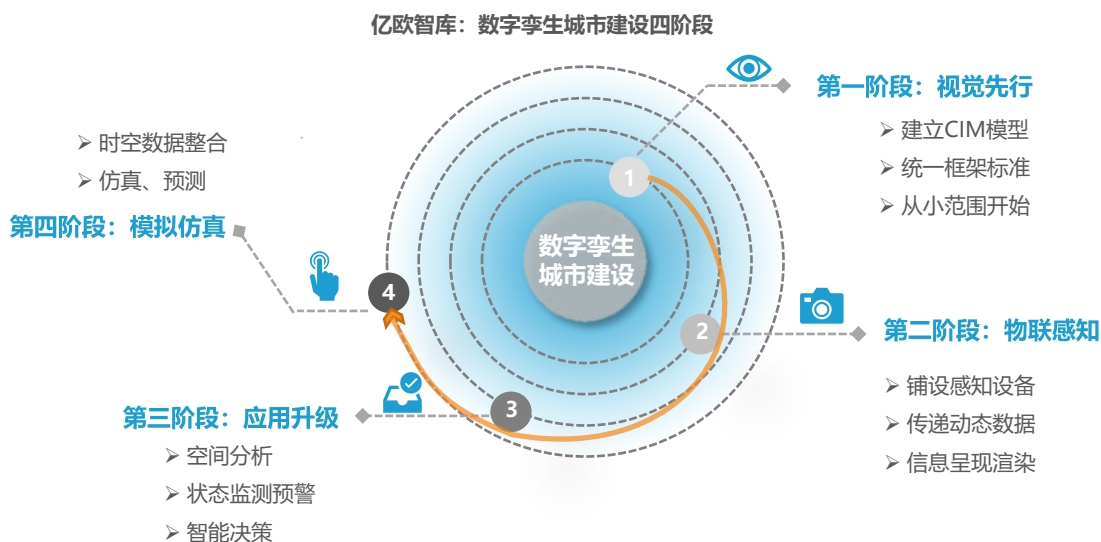 亿欧智库：数字孪生城市建设四阶段
第一阶段：视觉先行
➢ 建立CIM模型
➢ 统一框架标准
➢ 从小范围开始
1
数字孪生
城市建设
2
第二阶段：物联感知
➢ 铺设感知设备
➢ 传递动态数据
➢ 信息呈现渲染
3
第三阶段：应用升级
➢ 空间分析
➢ 状态监测预警
➢ 智能决策
4
➢ 时空数据整合
➢ 仿真、预测
第四阶段：模拟仿真